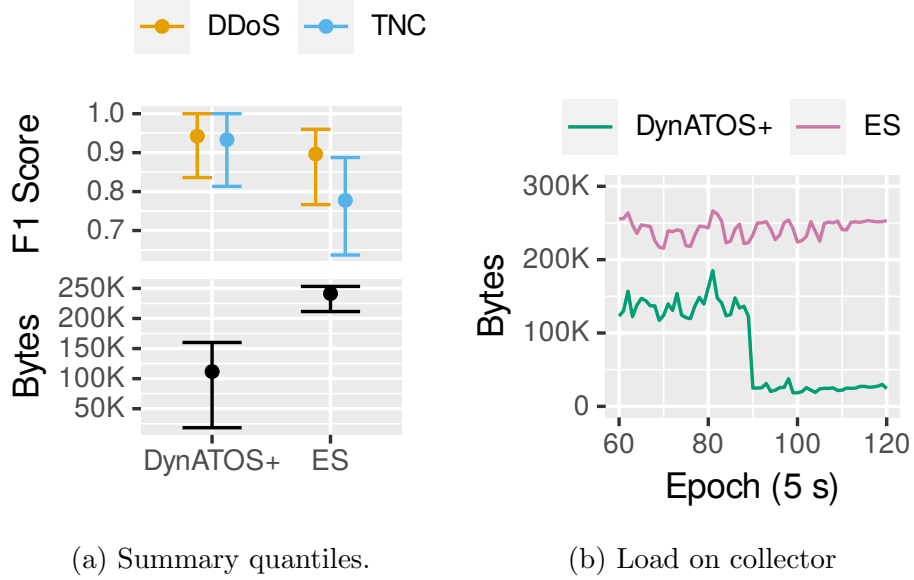 DDoS TNC
F1 Score
1.0
0.9
0.8
0.7
Bytes
250K
200K
150K
100K
50K
DynATOS+ ES
(a) Summary quantiles.
DynATOS+ ES
Bytes
300K
200K
100K
0
60 80 100 120
Epoch (5 s)
(b) Load on collector